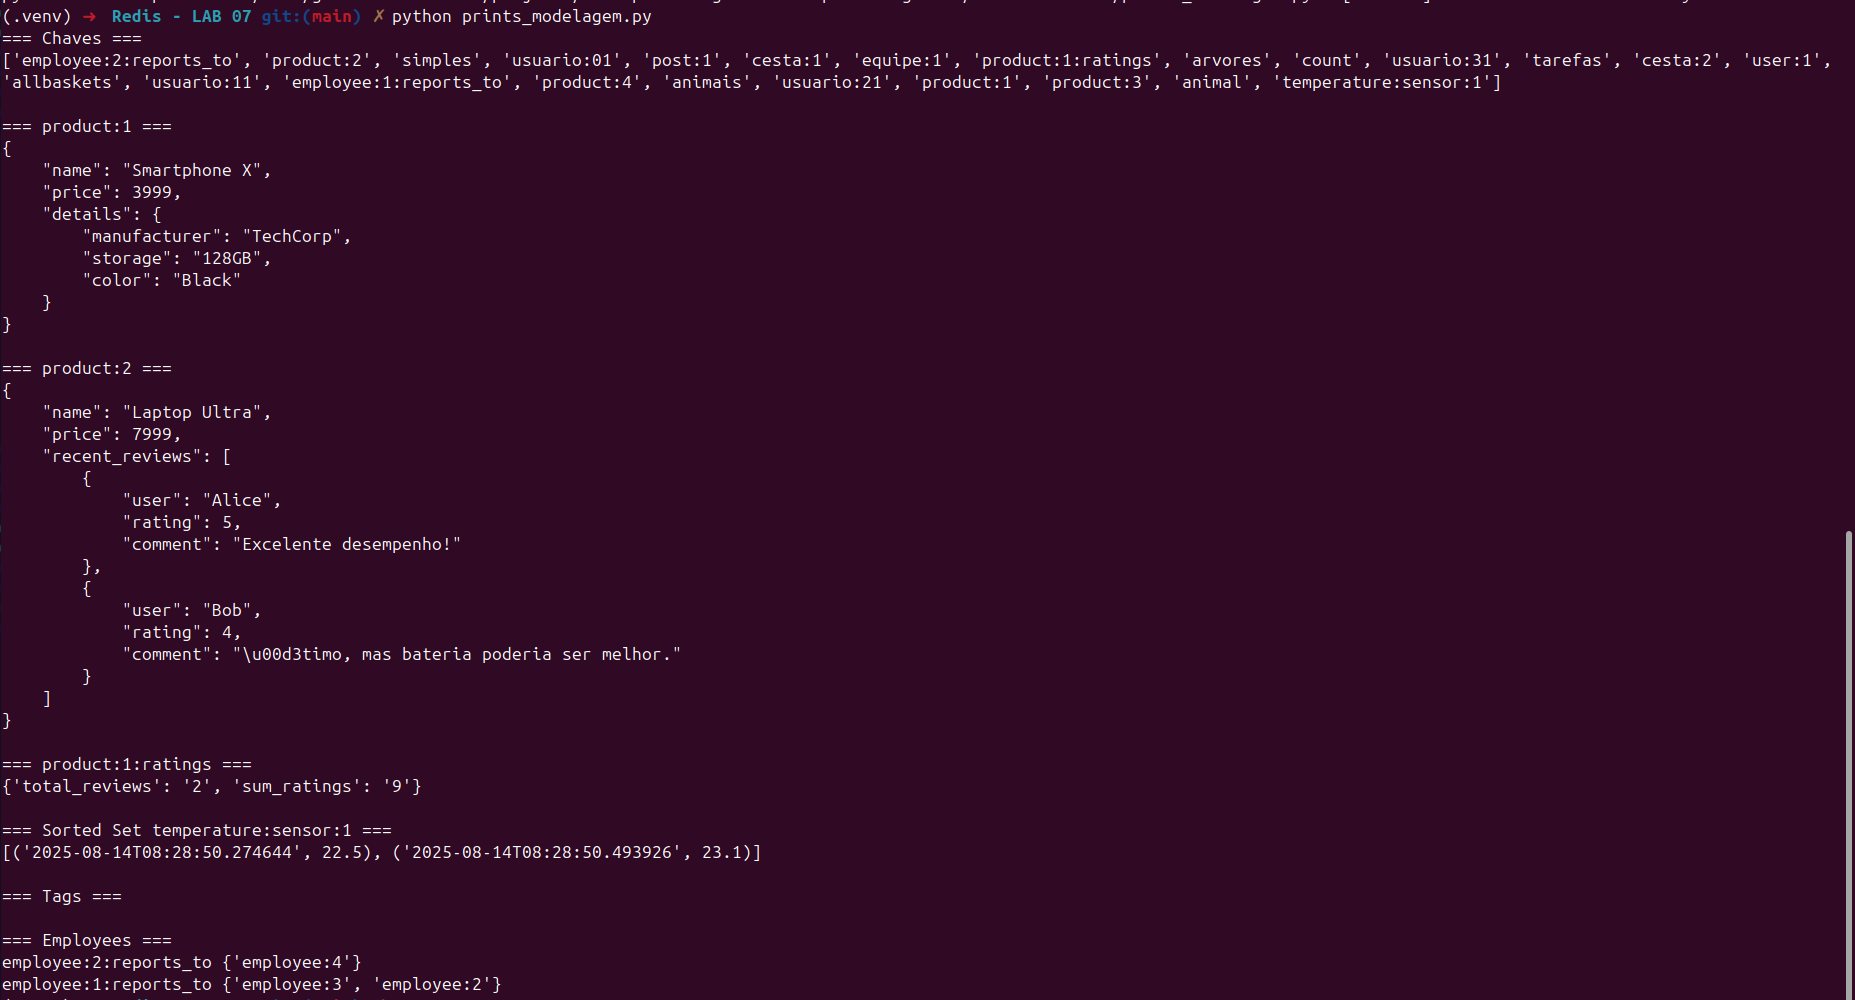 (.venv) → Redis - LAB 07 git:(main) ✗ python prints_modelagem.py
=== Chaves ===
['employee:2:reports_to', 'product:2', 'simples', 'usuario:01', 'post:1', 'cesta:1', 'equipe:1', 'product:1:ratings', 'arvores', 'count', 'usuario:31', 'tarefas', 'cesta:2', 'user:1',
'allbaskets', 'usuario:11', 'employee:1:reports_to', 'product:4', 'animais', 'usuario:21', 'product:1', 'product:3', 'animal', 'temperature:sensor:1']
=== product:1 ===
{
    "name": "Smartphone X",
    "price": 3999,
    "details": {
        "manufacturer": "TechCorp",
        "storage": "128GB",
        "color": "Black"
    }
}
=== product:2 ===
{
    "name": "Laptop Ultra",
    "price": 7999,
    "recent_reviews": [
        {
            "user": "Alice",
            "rating": 5,
            "comment": "Excelente desempenho!"
        },
        {
            "user": "Bob",
            "rating": 4,
            "comment": "\u00d3timo, mas bateria poderia ser melhor."
        }
    ]
}
=== product:1:ratings ===
{'total_reviews': '2', 'sum_ratings': '9'}
=== Sorted Set temperature:sensor:1 ===
[('2025-08-14T08:28:50.274644', 22.5), ('2025-08-14T08:28:50.493926', 23.1)]
=== Tags ===
=== Employees ===
employee:2:reports_to {'employee:4'}
employee:1:reports_to {'employee:3', 'employee:2'}